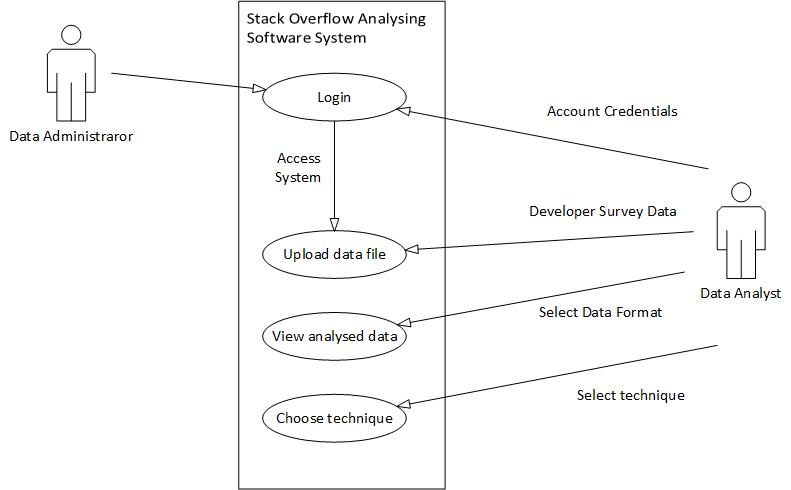 Stack Overflow Analysing
Software System
Login
Data Administraror
Account Credentials
Access
System
Developer Survey Data
Upload data file
Data Analyst
Select Data Format
View analysed data
Select technique
Choose technique